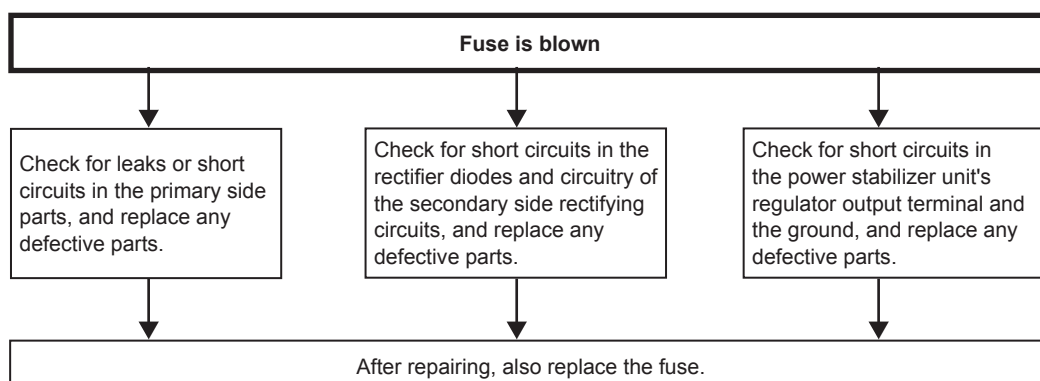 Fuse is blown
Check for leaks or short
circuits in the primary side
parts, and replace any
defective parts.
Check for short circuits in the
rectifier diodes and circuitry of
the secondary side rectifying
circuits, and replace any
defective parts.
Check for short circuits in
the power stabilizer unit's
regulator output terminal and
the ground, and replace any
defective parts.
After repairing, also replace the fuse.